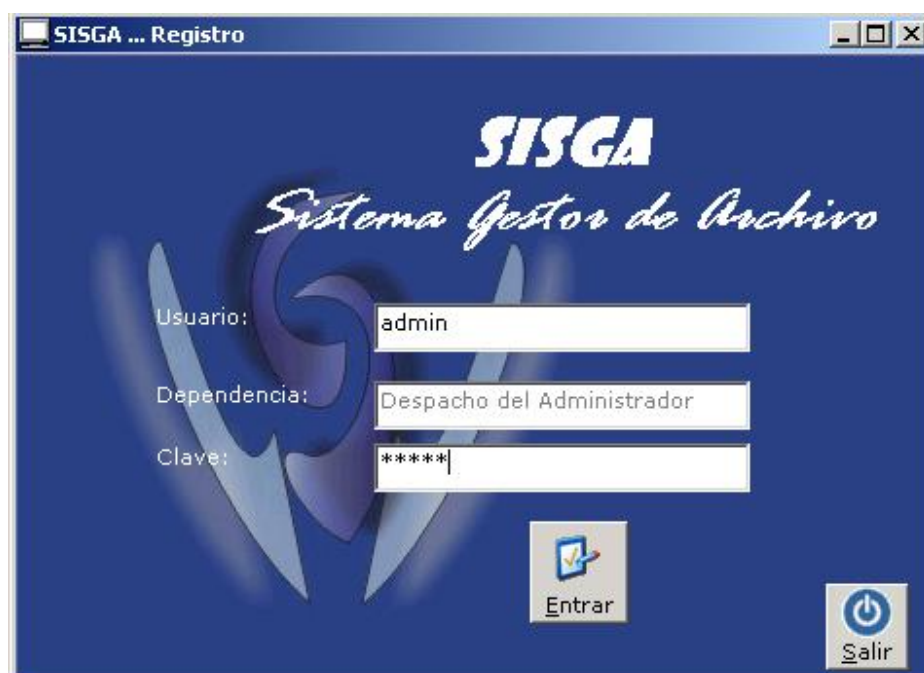 SISGA ... Registro
SISGA
Sistema Gestor de Archivo
Usuario:
admin
Dependencia:
Despacho del Administrador
Clave:
*****
Entrar
Salir